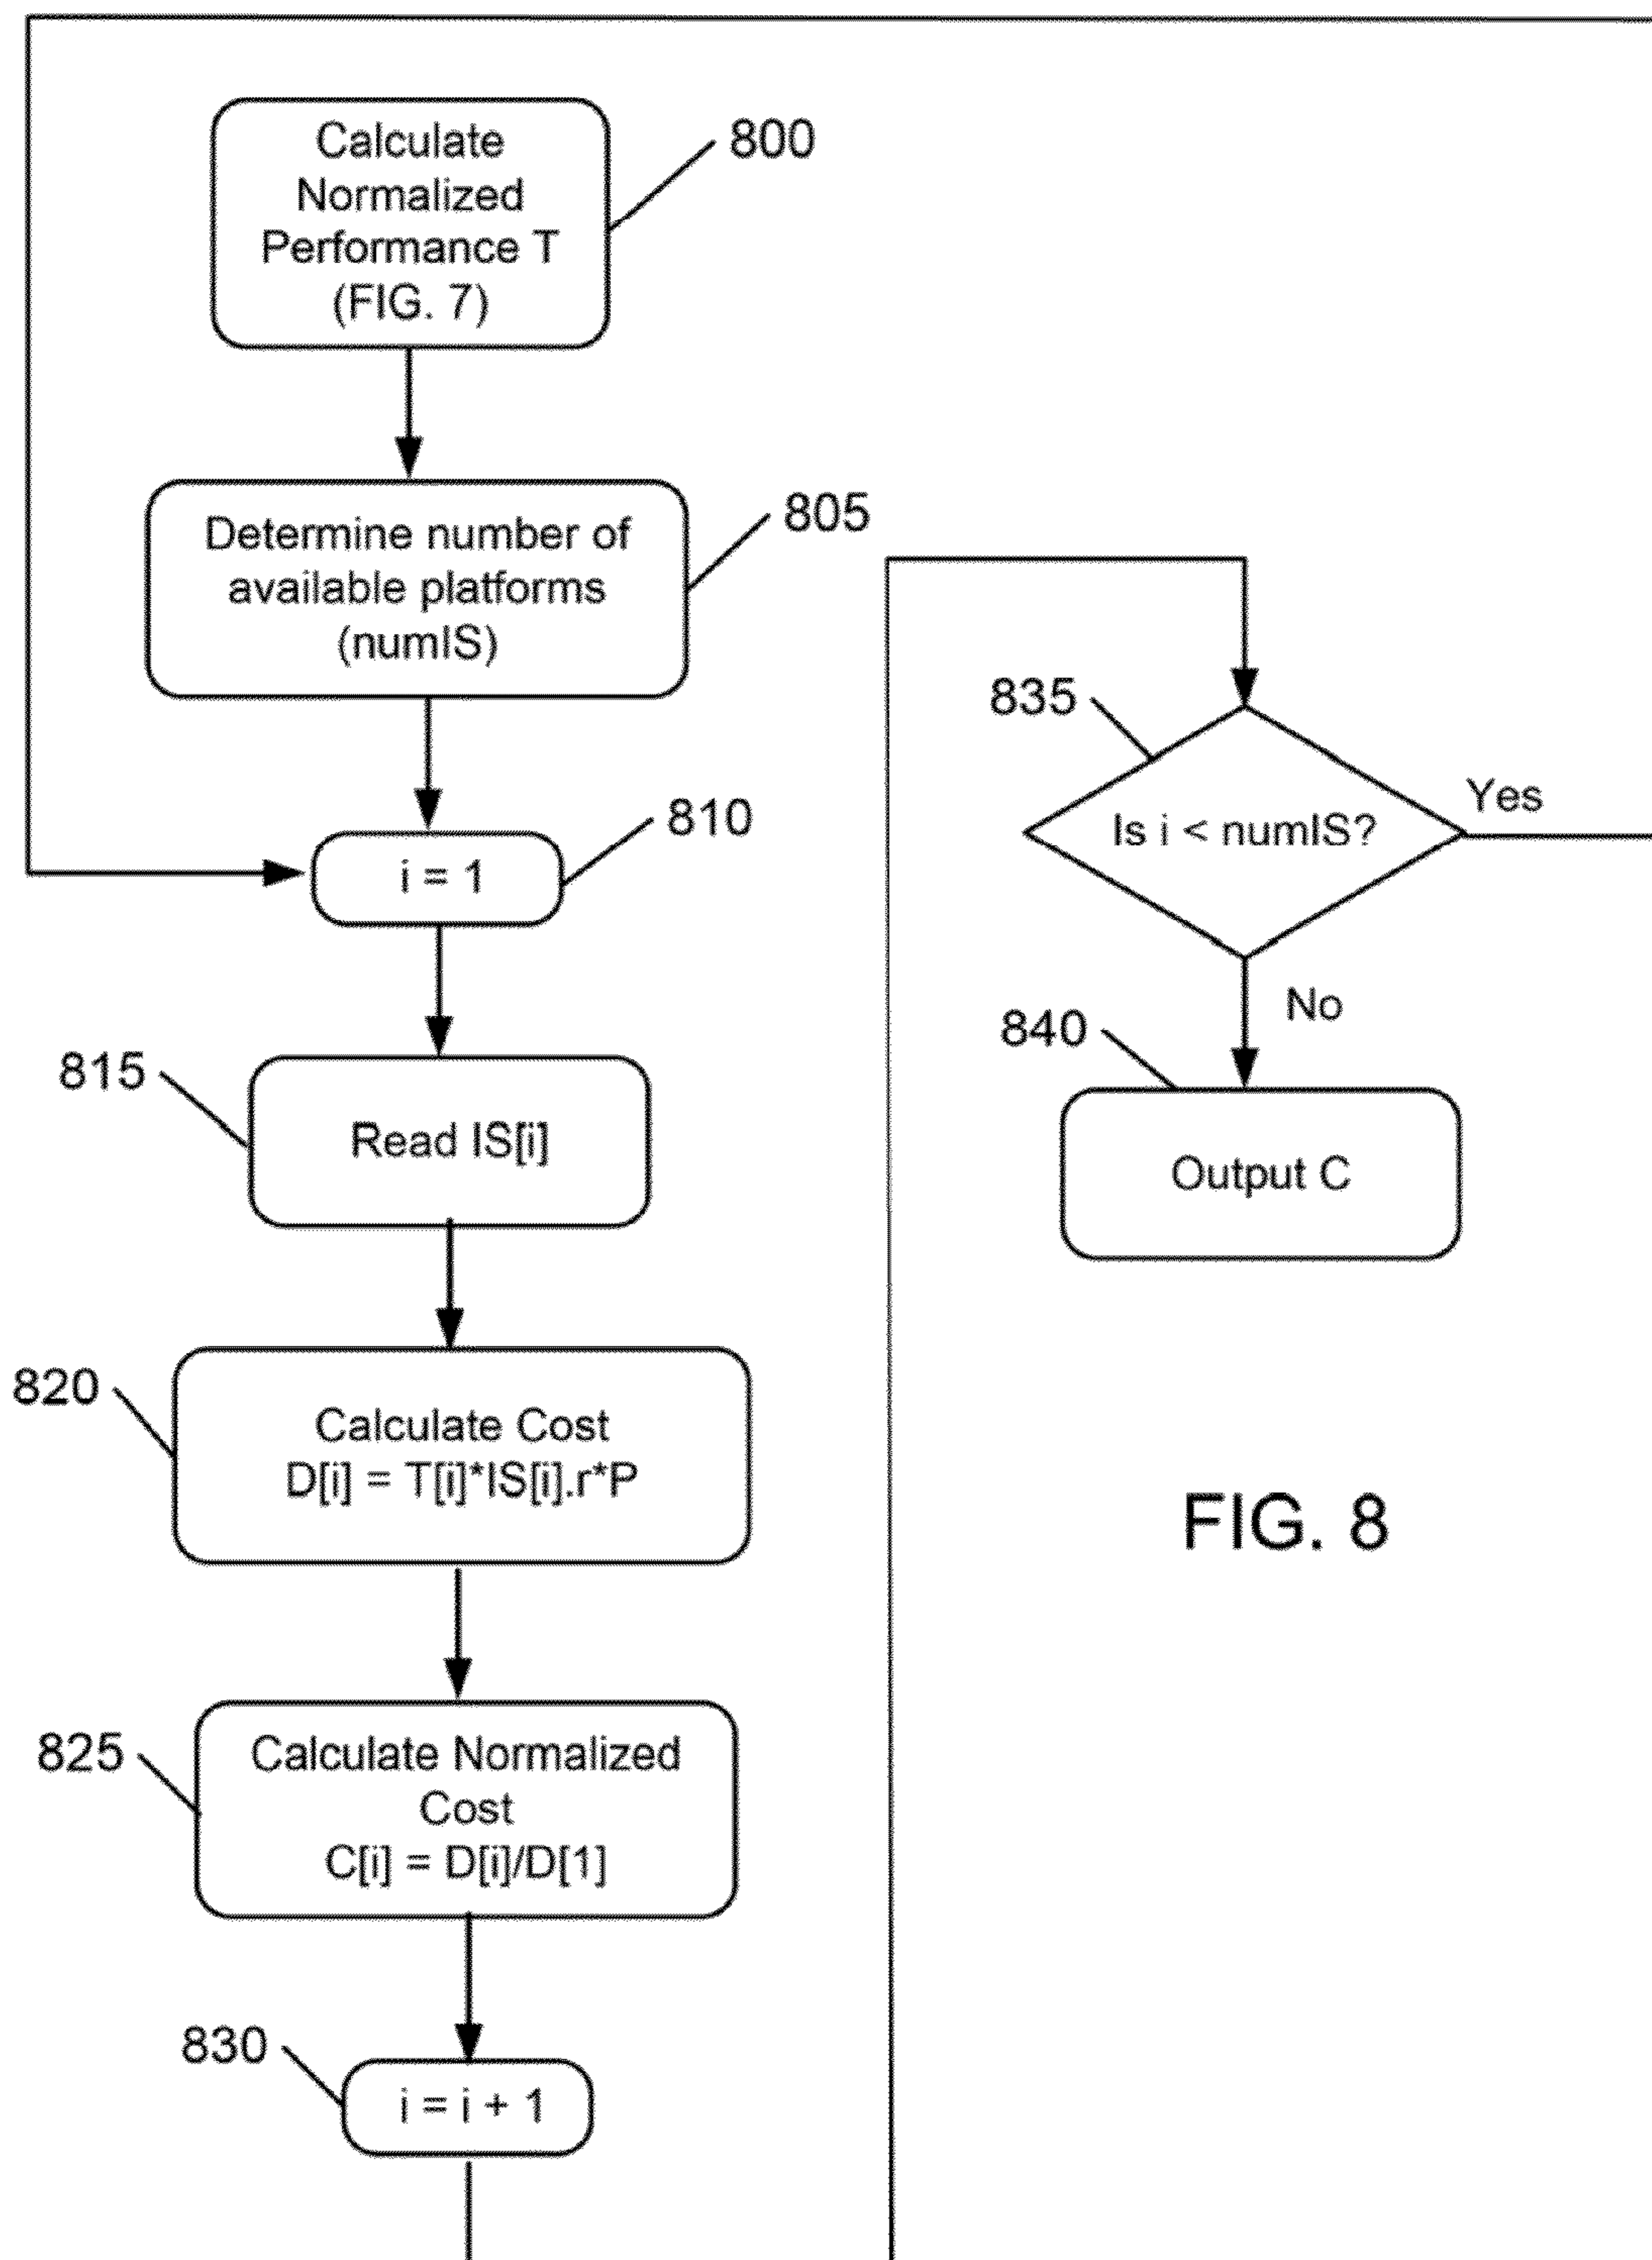 Calculate
Normalized
Performance T
(FIG. 7)
800
Determine number of
available platforms
(numIS)
805
i = 1
810
815
Read IS[i]
820
Calculate Cost
D[i] = T[i]*IS[i].r*P
825
Calculate Normalized
Cost
C[i] = D[i]/D[1]
830
i = i + 1
835
Is i < numIS?
Yes
No
840
Output C
FIG. 8